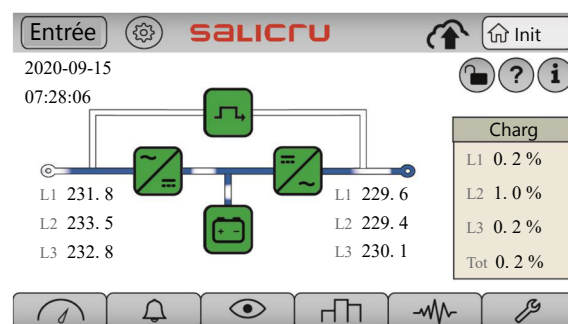 Entrée
salicru
Init
2020-09-15
07:28:06
Charg
L1 0. 2 %
L2 1. 0 %
L3 0. 2 %
Tot 0. 2 %
L1 231. 8
L2 233. 5
L3 232. 8
L1 229. 6
L2 229. 4
L3 230. 1